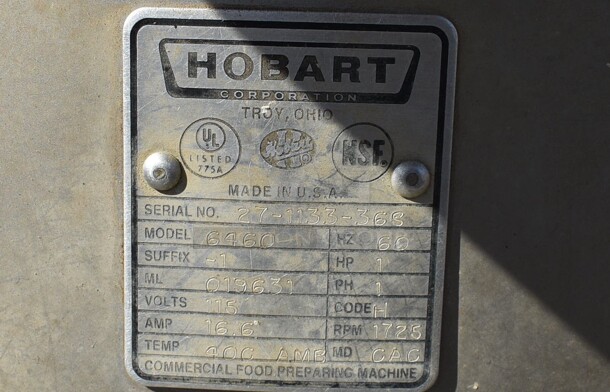 HOBART
CORPORATION
TROY, OHIO
UL
LISTED
775A
NSF
MADE IN U.S.A.
SERIAL NO. 27-1133-368
MODEL 6460-N HZ 60
SUFFIX -1 HP 1
ML 019631 PH 1
VOLTS 115 CODE H
AMP 16.6 RPM 1725
TEMP 40C AMB MD CAC
COMMERCIAL FOOD PREPARING MACHINE